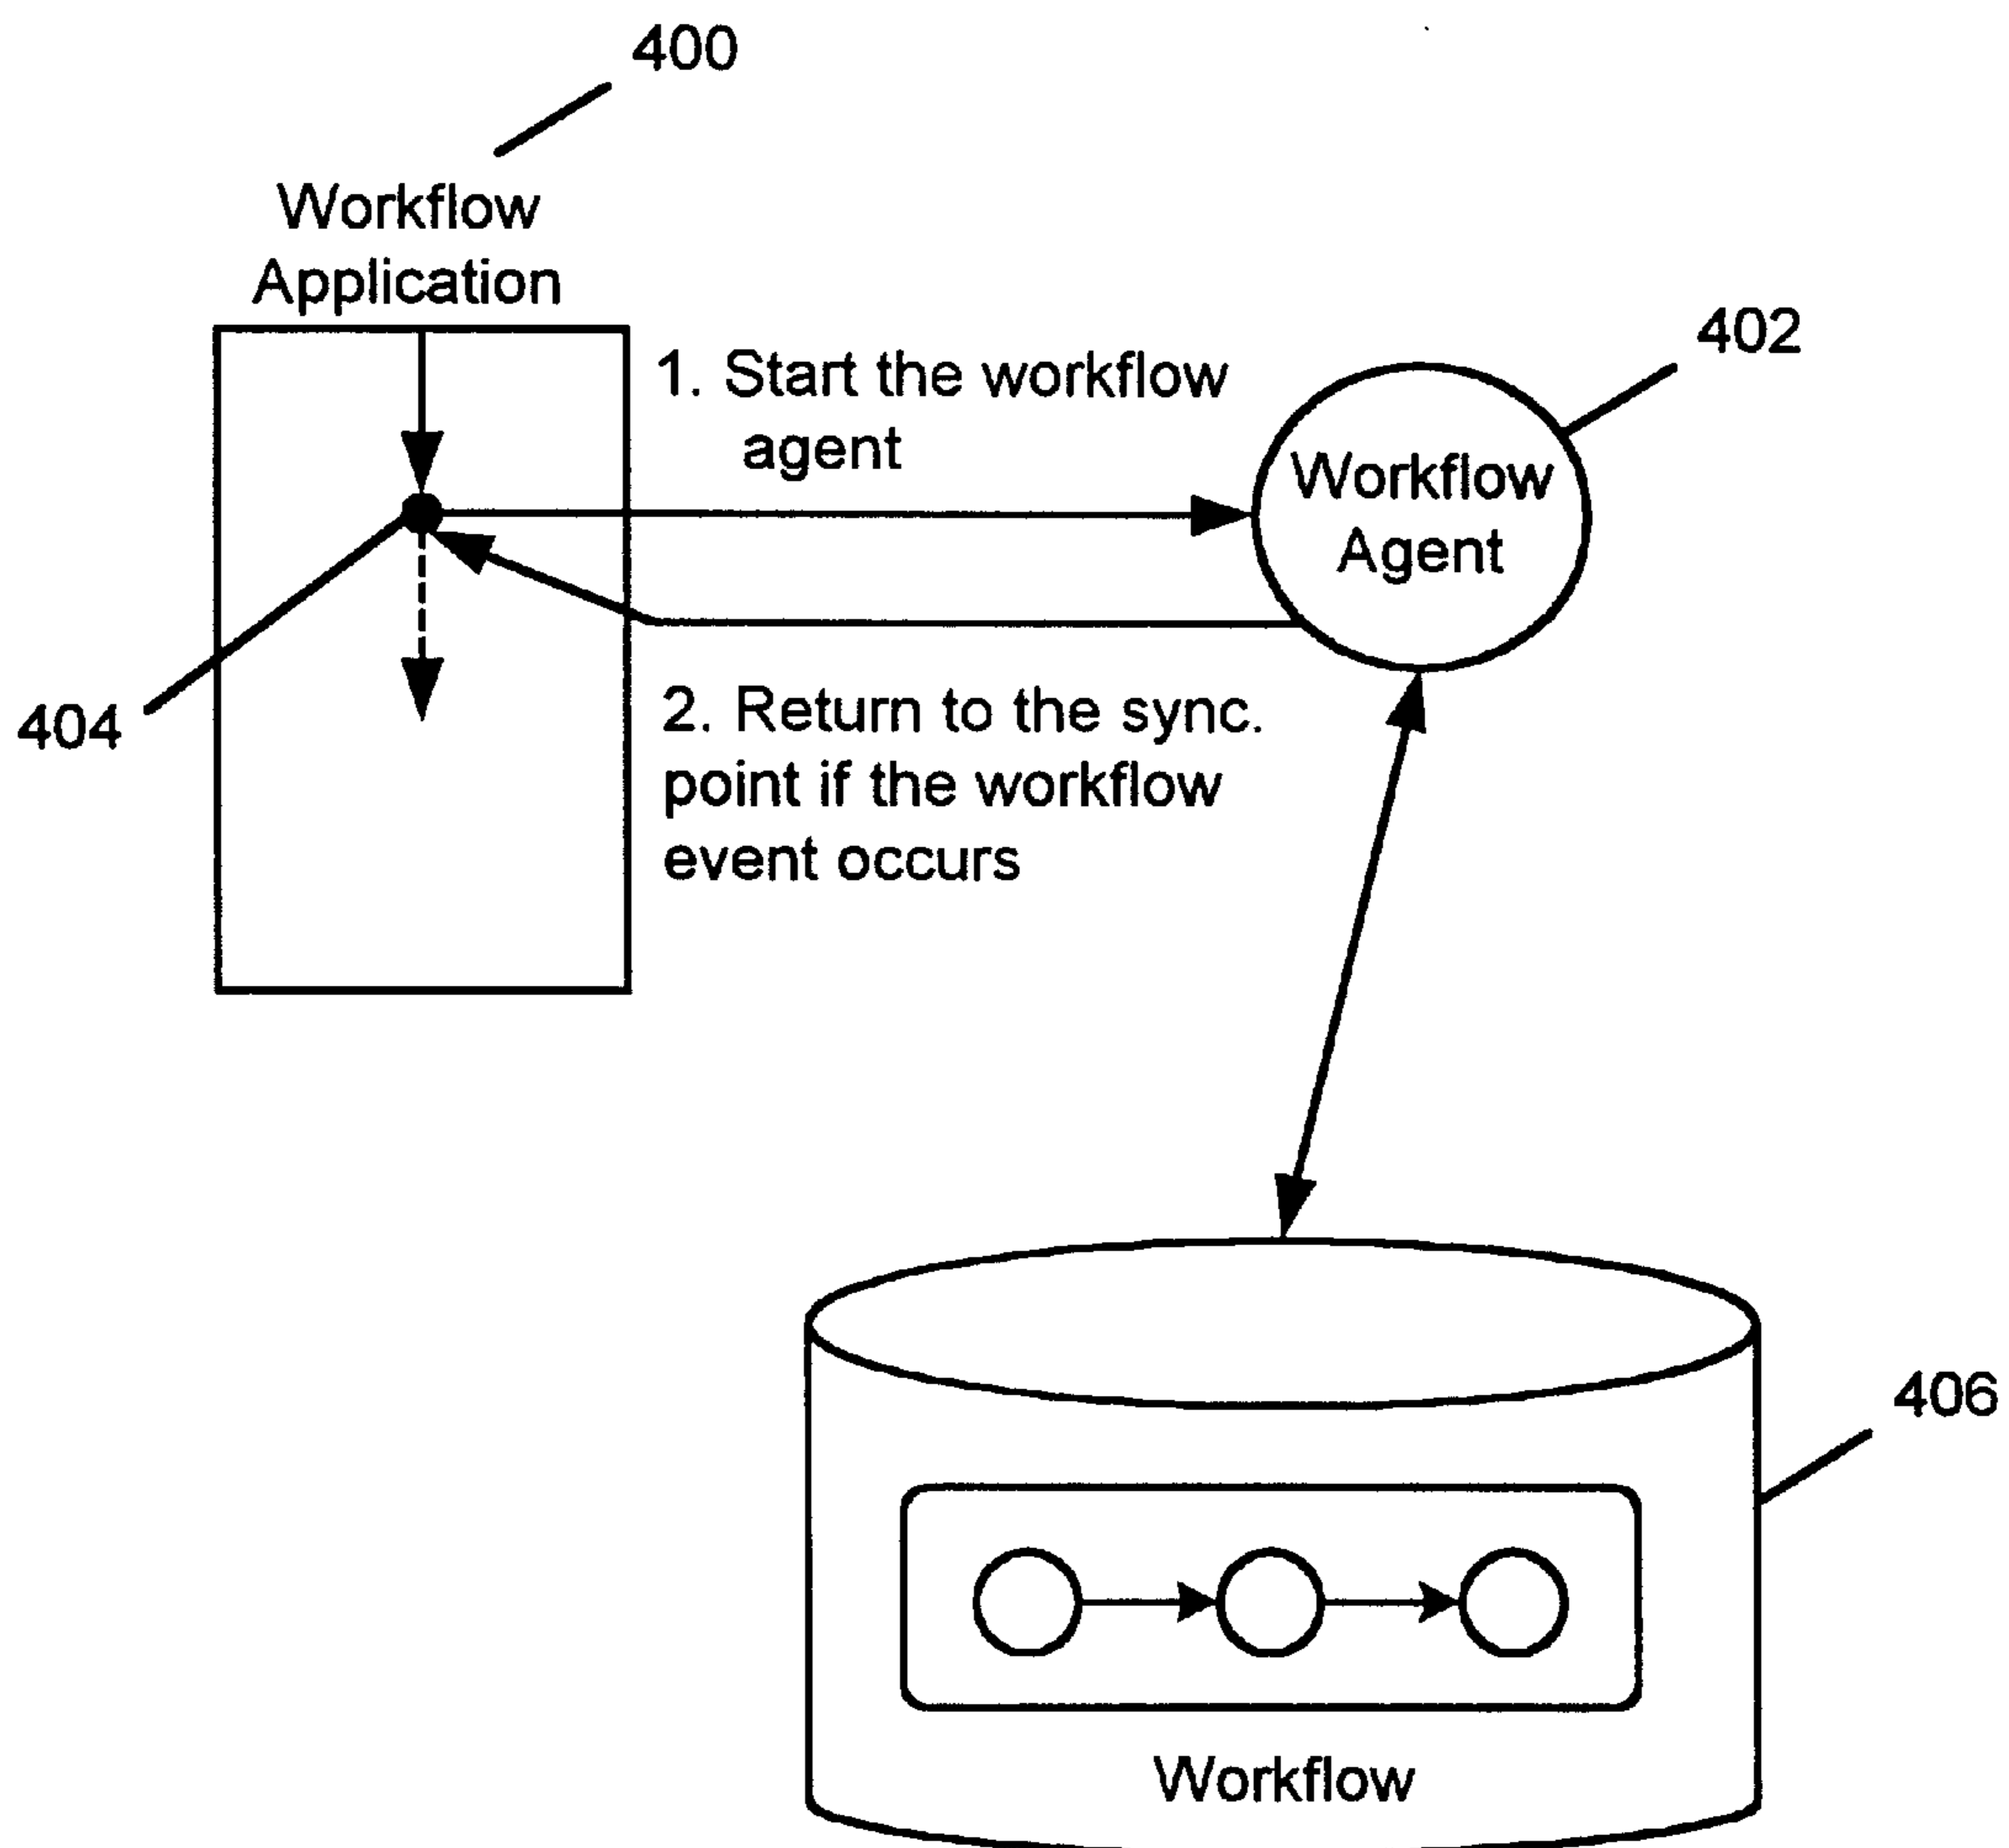 400
Workflow
Application
402
1. Start the workflow
agent
Workflow
Agent
404
2. Return to the sync.
point if the workflow
event occurs
406
Workflow